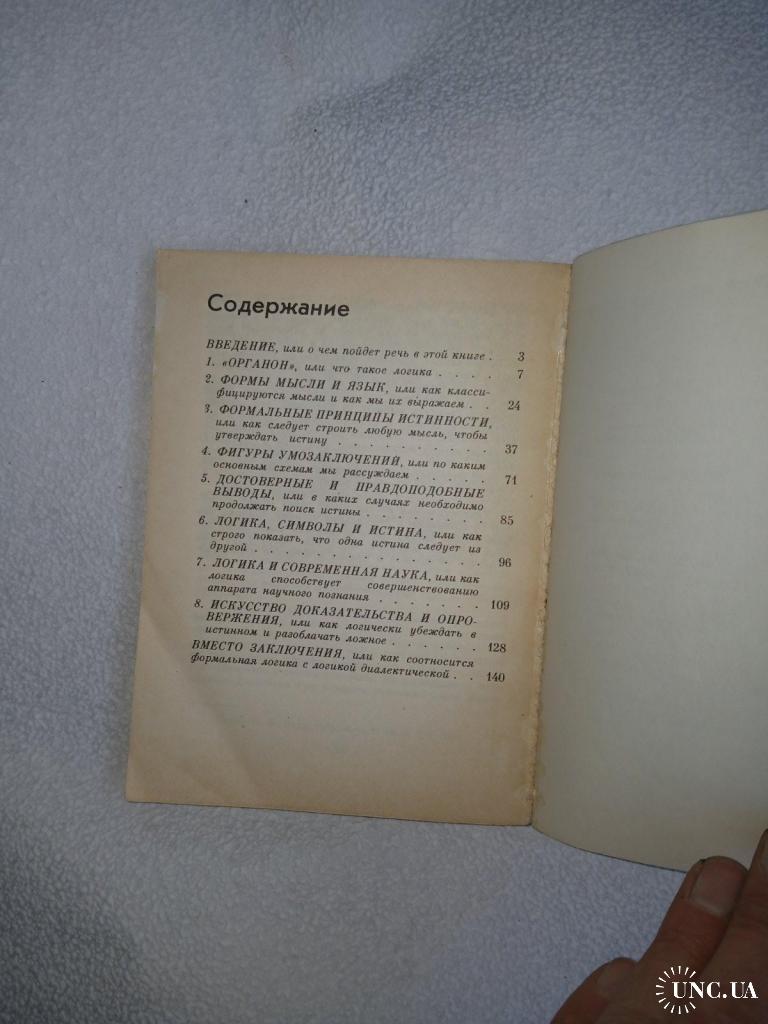 Содержание
ВВЕДЕНИЕ, или о чем пойдет речь в этой книге . 3
1. «ОРГАНОН», или что такое логика . . . . 7
2. ФОРМЫ МЫСЛИ И ЯЗЫК, или как класси-
фицируются мысли и как мы их выражаем . . 24
3. ФОРМАЛЬНЫЕ ПРИНЦИПЫ ИСТИННОСТИ,
или как следует строить любую мысль, чтобы
утверждать истину . . . . . . . . . . 37
4. ФИГУРЫ УМОЗАКЛЮЧЕНИЙ, или по каким
основным схемам мы рассуждаем . . . . . 71
5. ДОСТОВЕРНЫЕ И ПРАВДОПОДОБНЫЕ
ВЫВОДЫ, или в каких случаях необходимо
продолжать поиск истины . . . . . . . . 85
6. ЛОГИКА, СИМВОЛЫ И ИСТИНА, или как
строго показать, что одна истина следует из
другой . . . . . . . . . . . . . . 96
7. ЛОГИКА И СОВРЕМЕННАЯ НАУКА, или как
логика способствует совершенствованию
аппарата научного познания . . . . . . . 109
8. ИСКУССТВО ДОКАЗАТЕЛЬСТВА И ОПРО-
ВЕРЖЕНИЯ, или как логически убеждать в
истинном и разоблачать ложное . . . . . . 128
ВМЕСТО ЗАКЛЮЧЕНИЯ, или как соотносится
формальная логика с логикой диалектической . . 140
UNC.UA